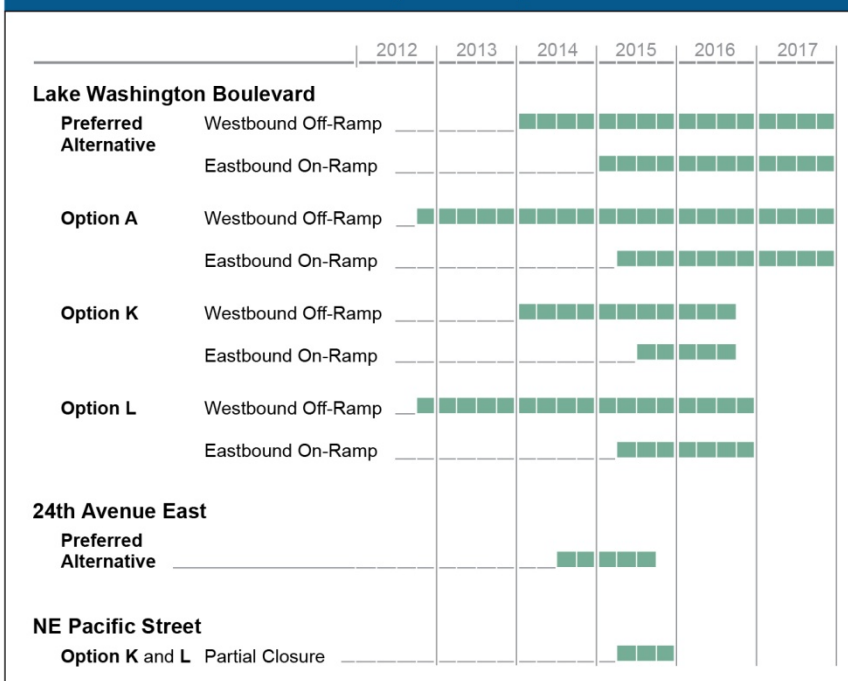 2012 2013 2014 2015 2016 2017
Lake Washington Boulevard
Preferred Alternative Westbound Off-Ramp
Eastbound On-Ramp
Option A Westbound Off-Ramp
Eastbound On-Ramp
Option K Westbound Off-Ramp
Eastbound On-Ramp
Option L Westbound Off-Ramp
Eastbound On-Ramp
24th Avenue East
Preferred
Alternative
NE Pacific Street
Option K and L Partial Closure